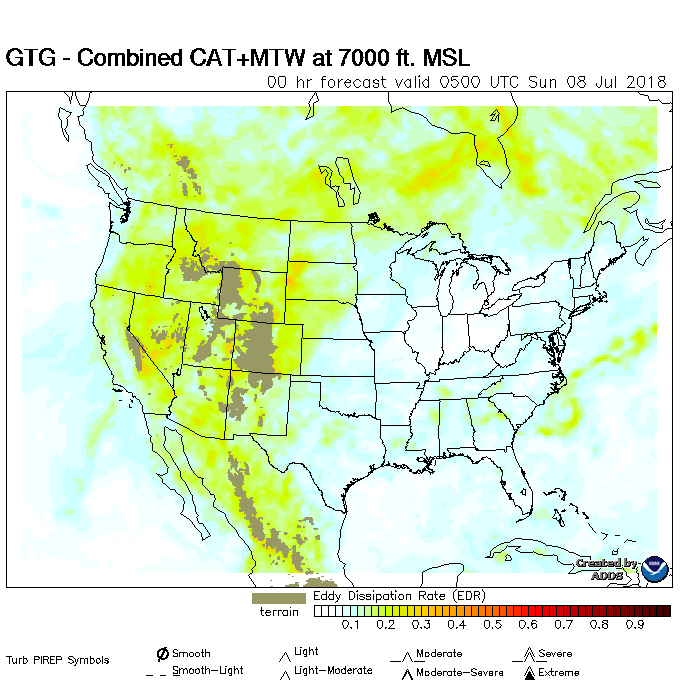 GTG - Combined CAT+MTW at 7000 ft. MSL
00 hr forecast valid 0500 UTC Sun 08 Jul 2018
Created by
ADDS
NOAA
Eddy Dissipation Rate (EDR)
terrain
0.1 0.2 0.3 0.4 0.5 0.6 0.7 0.8 0.9
Turb PIREP Symbols
Smooth Light Moderate Severe
Smooth-Light Light-Moderate Moderate-Severe Extreme